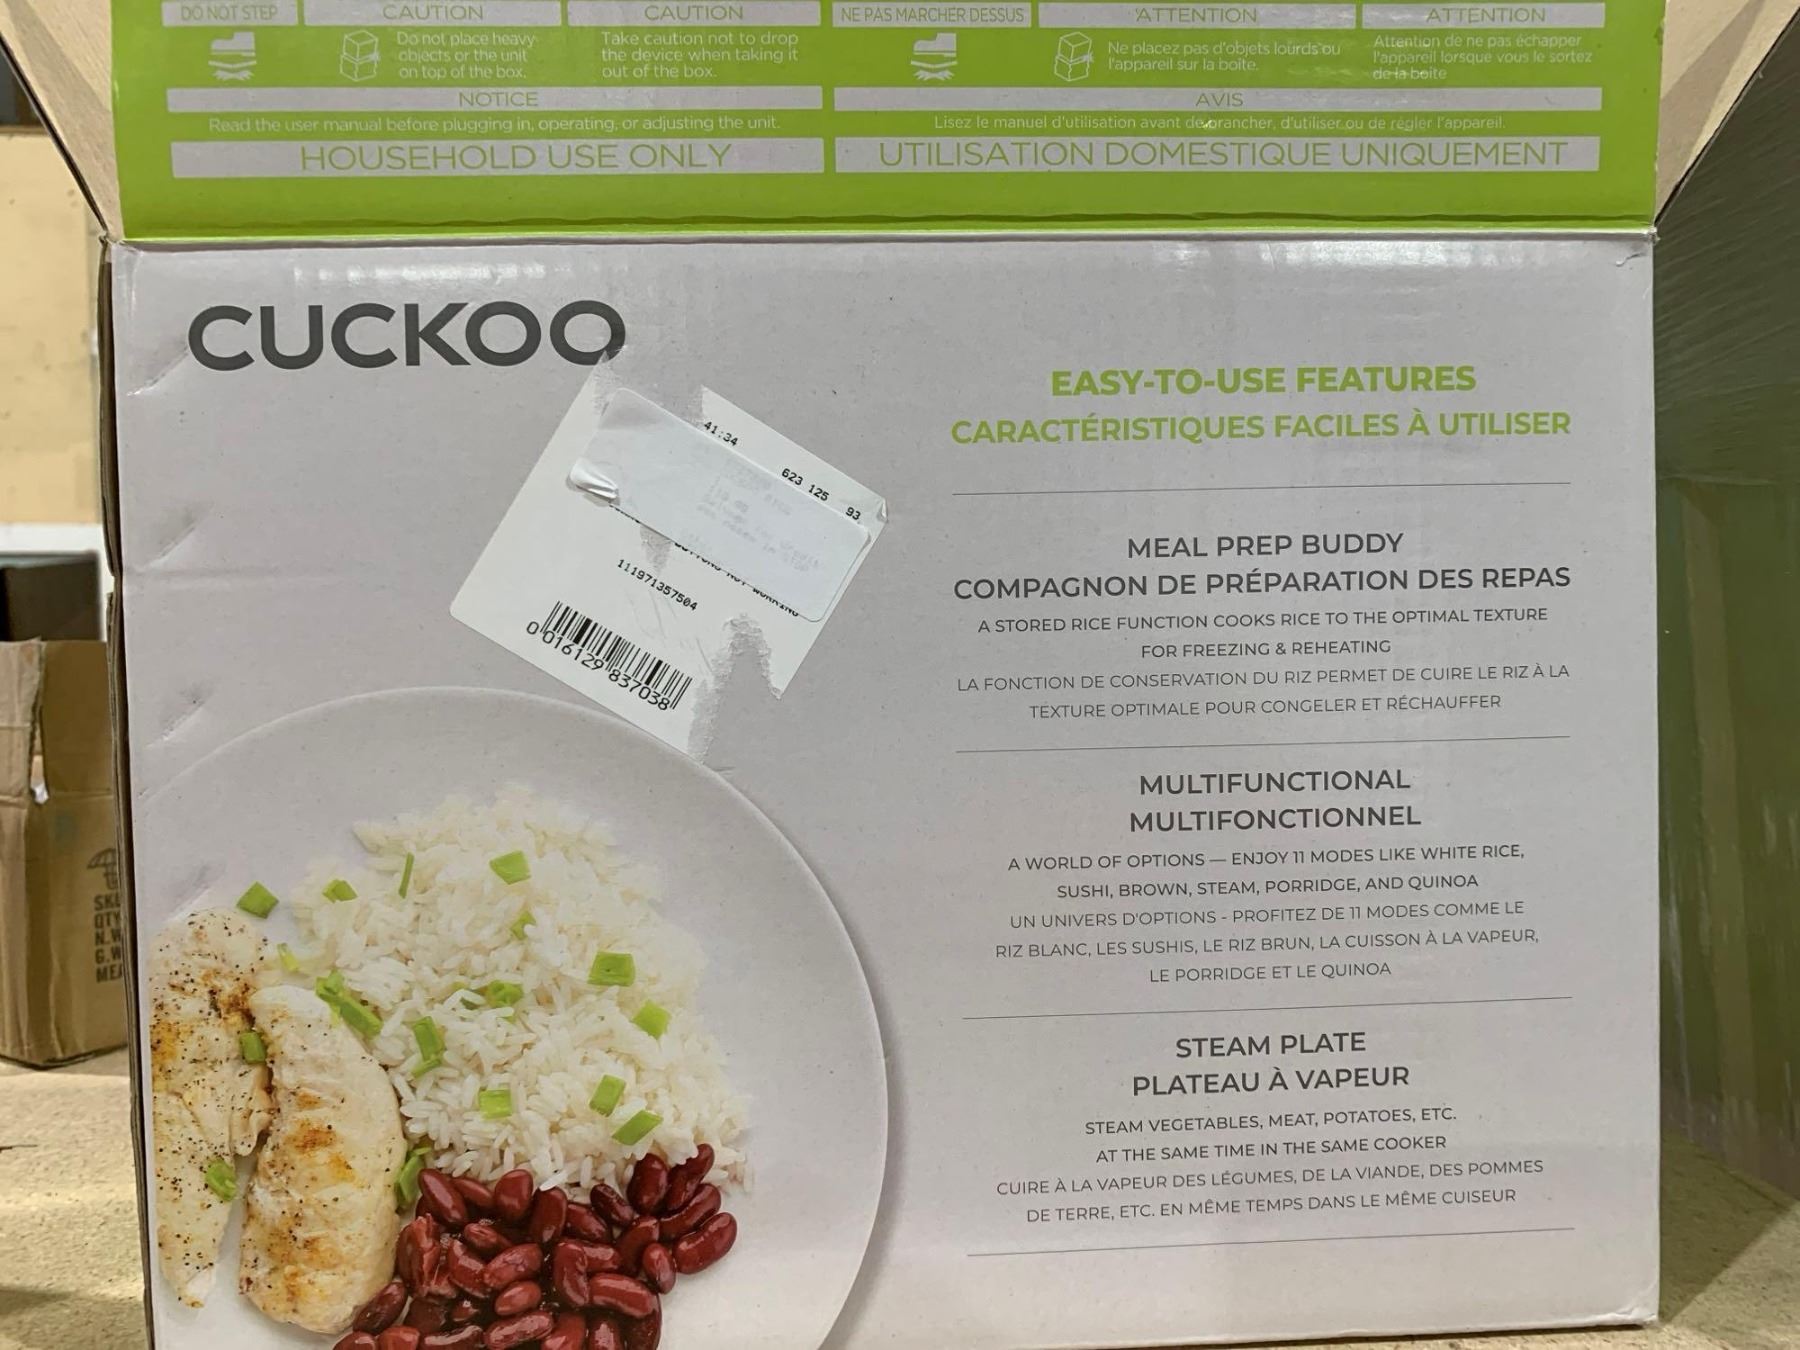 DO NOT STEP
CAUTION
CAUTION
NE PAS MARCHER DESSUS
ATTENTION
ATTENTION
Do not place heavy
objects or the unit
on top of the box.
Take caution not to drop
the device when taking it
out of the box.
Ne placez pas d'objets lourds ou
l'appareil sur la boîte.
Attention de ne pas échapper
l'appareil lorsque vous le sortez
de la boîte
NOTICE
AVIS
Read the user manual before plugging in, operating, or adjusting the unit.
Lisez le manuel d'utilisation avant de brancher, d'utiliser ou de régler l'appareil.
HOUSEHOLD USE ONLY
UTILISATION DOMESTIQUE UNIQUEMENT
CUCKOO
41:34
623 125
93
NOT WORKING
111971357504
0 016129 837038
EASY-TO-USE FEATURES
CARACTÉRISTIQUES FACILES À UTILISER
MEAL PREP BUDDY
COMPAGNON DE PRÉPARATION DES REPAS
A STORED RICE FUNCTION COOKS RICE TO THE OPTIMAL TEXTURE
FOR FREEZING & REHEATING
LA FONCTION DE CONSERVATION DU RIZ PERMET DE CUIRE LE RIZ À LA
TEXTURE OPTIMALE POUR CONGELER ET RÉCHAUFFER
MULTIFUNCTIONAL
MULTIFONCTIONNEL
A WORLD OF OPTIONS — ENJOY 11 MODES LIKE WHITE RICE,
SUSHI, BROWN, STEAM, PORRIDGE, AND QUINOA
UN UNIVERS D'OPTIONS - PROFITEZ DE 11 MODES COMME LE
RIZ BLANC, LES SUSHIS, LE RIZ BRUN, LA CUISSON À LA VAPEUR,
LE PORRIDGE ET LE QUINOA
STEAM PLATE
PLATEAU À VAPEUR
STEAM VEGETABLES, MEAT, POTATOES, ETC.
AT THE SAME TIME IN THE SAME COOKER
CUIRE À LA VAPEUR DES LÉGUMES, DE LA VIANDE, DES POMMES
DE TERRE, ETC. EN MÊME TEMPS DANS LE MÊME CUISEUR
QTY
N.W
G.W
MEA